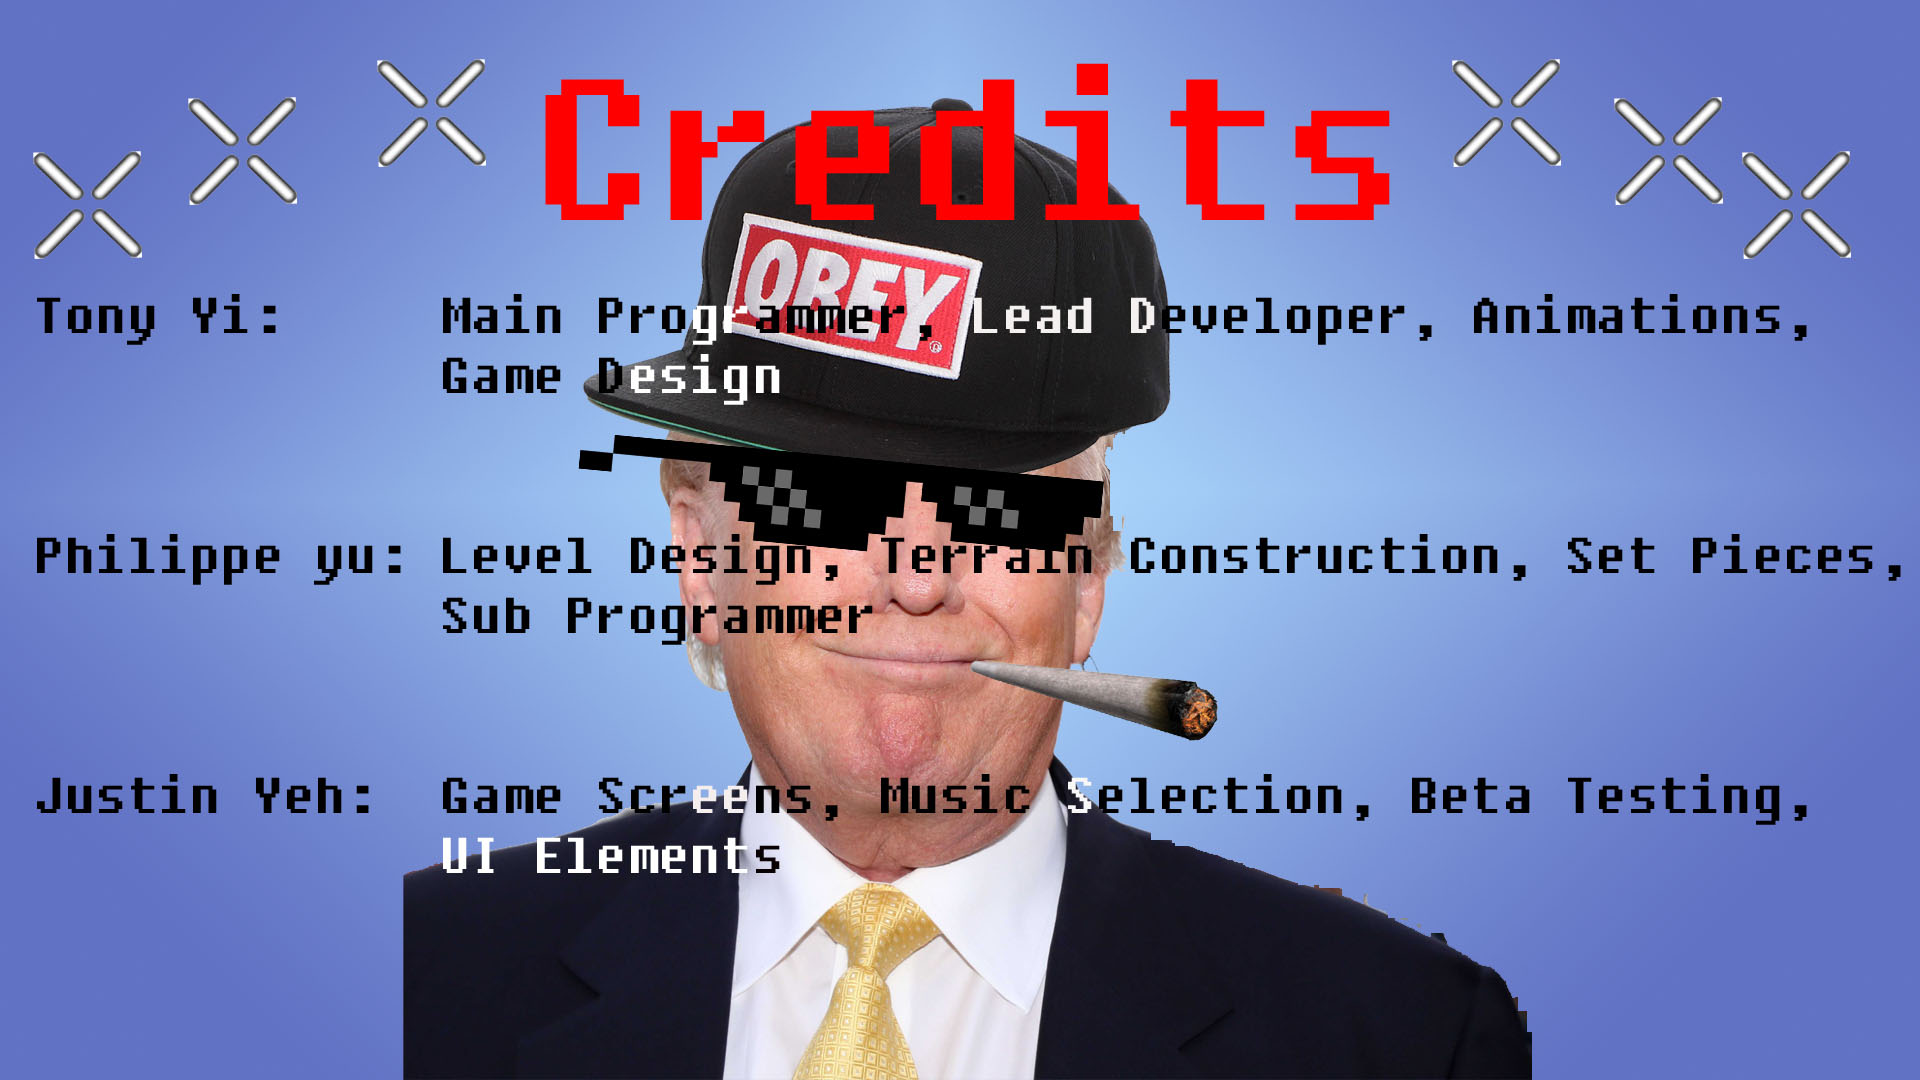 Credits
OBEY
Tony Yi: Main Programmer, Lead Developer, Animations,
Game Design
Philippe yu: Level Design, Terrain Construction, Set Pieces,
Sub Programmer
Justin Yeh: Game Screens, Music Selection, Beta Testing,
UI Elements